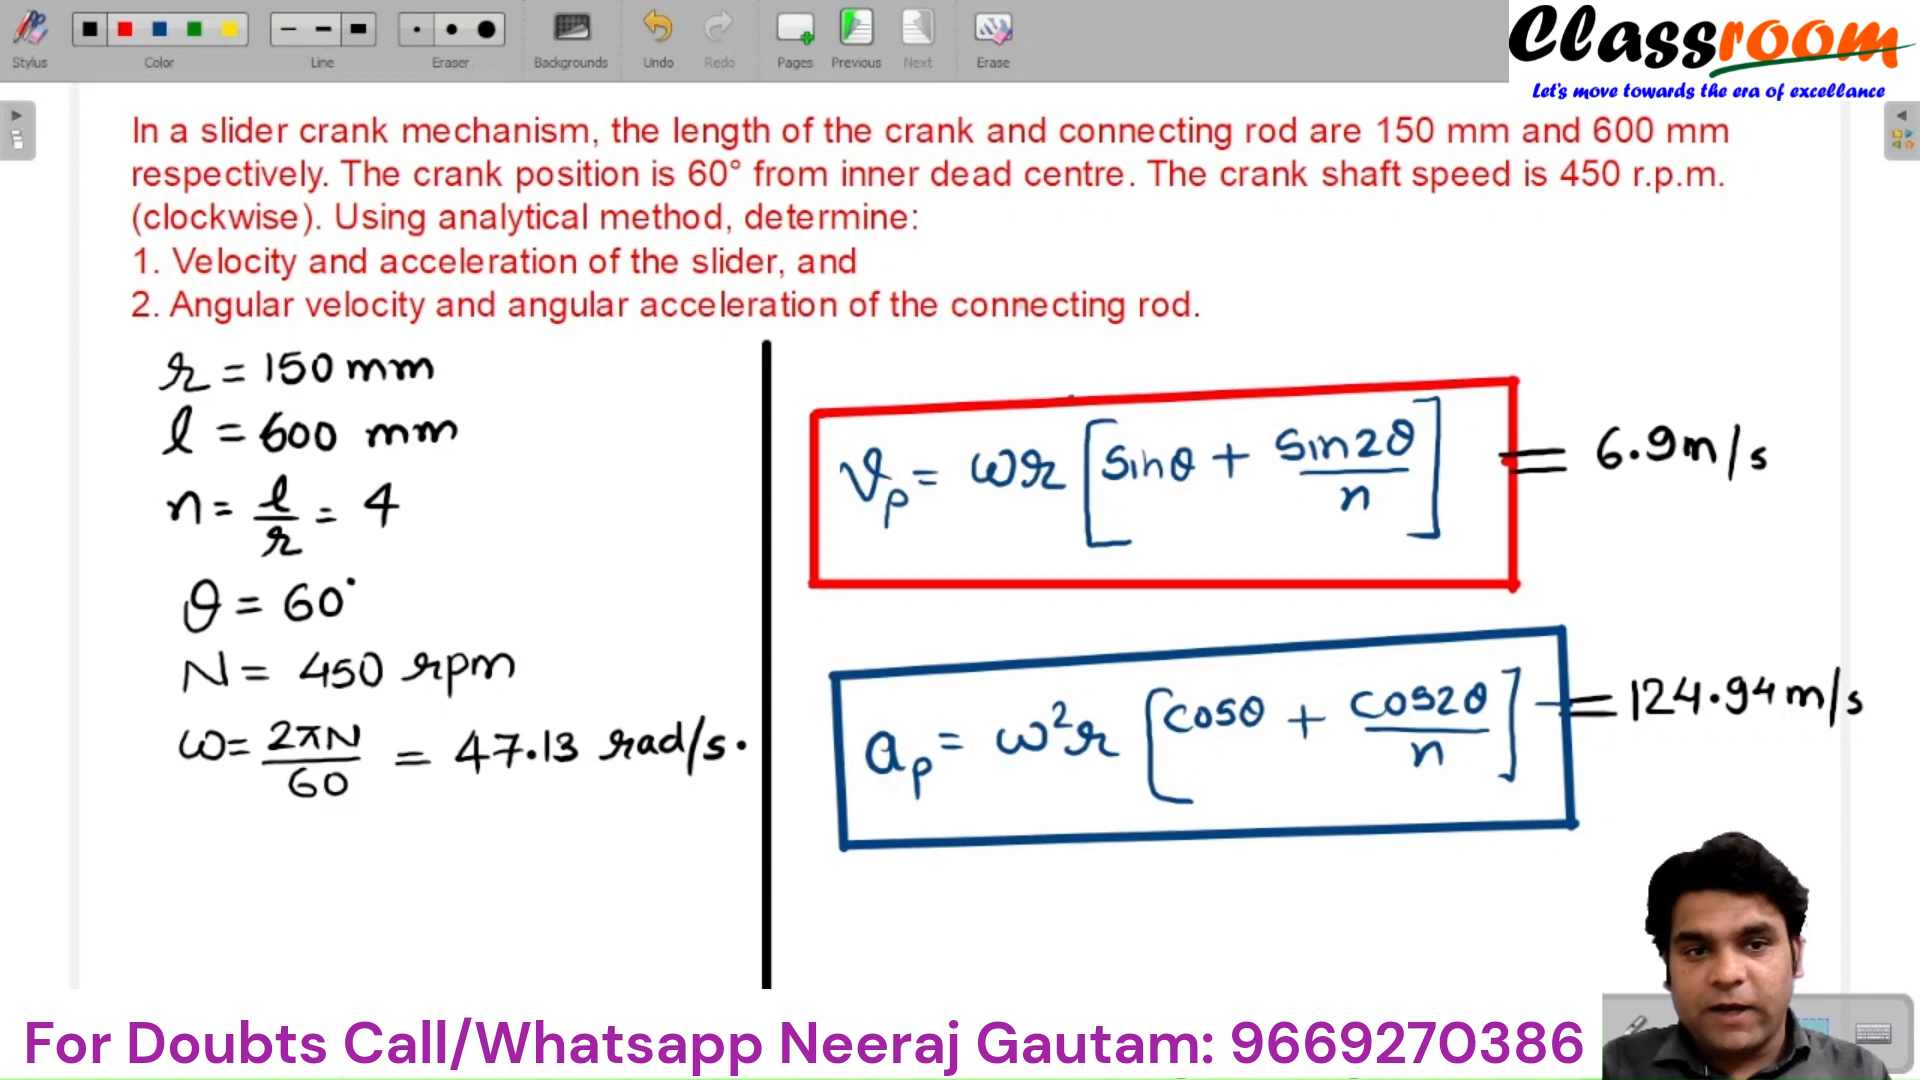 Stylus
Color
Line
Eraser
Backgrounds
Undo
Redo
Pages
Previous
Next
Erase
Classroom
Let's move towards the era of excellance
In a slider crank mechanism, the length of the crank and connecting rod are 150 mm and 600 mm
respectively. The crank position is 60° from inner dead centre. The crank shaft speed is 450 r.p.m.
(clockwise). Using analytical method, determine:
1. Velocity and acceleration of the slider, and
2. Angular velocity and angular acceleration of the connecting rod.
r = 150 mm
l = 600 mm
n = l/r = 4
θ = 60°
N = 450 rpm
ω = 2πN/60 = 47.13 rad/s.
v_p = ωr [sinθ + sin2θ/n] = 6.9 m/s
a_p = ω²r [cosθ + cos2θ/n] = 124.94 m/s
For Doubts Call/Whatsapp Neeraj Gautam: 9669270386